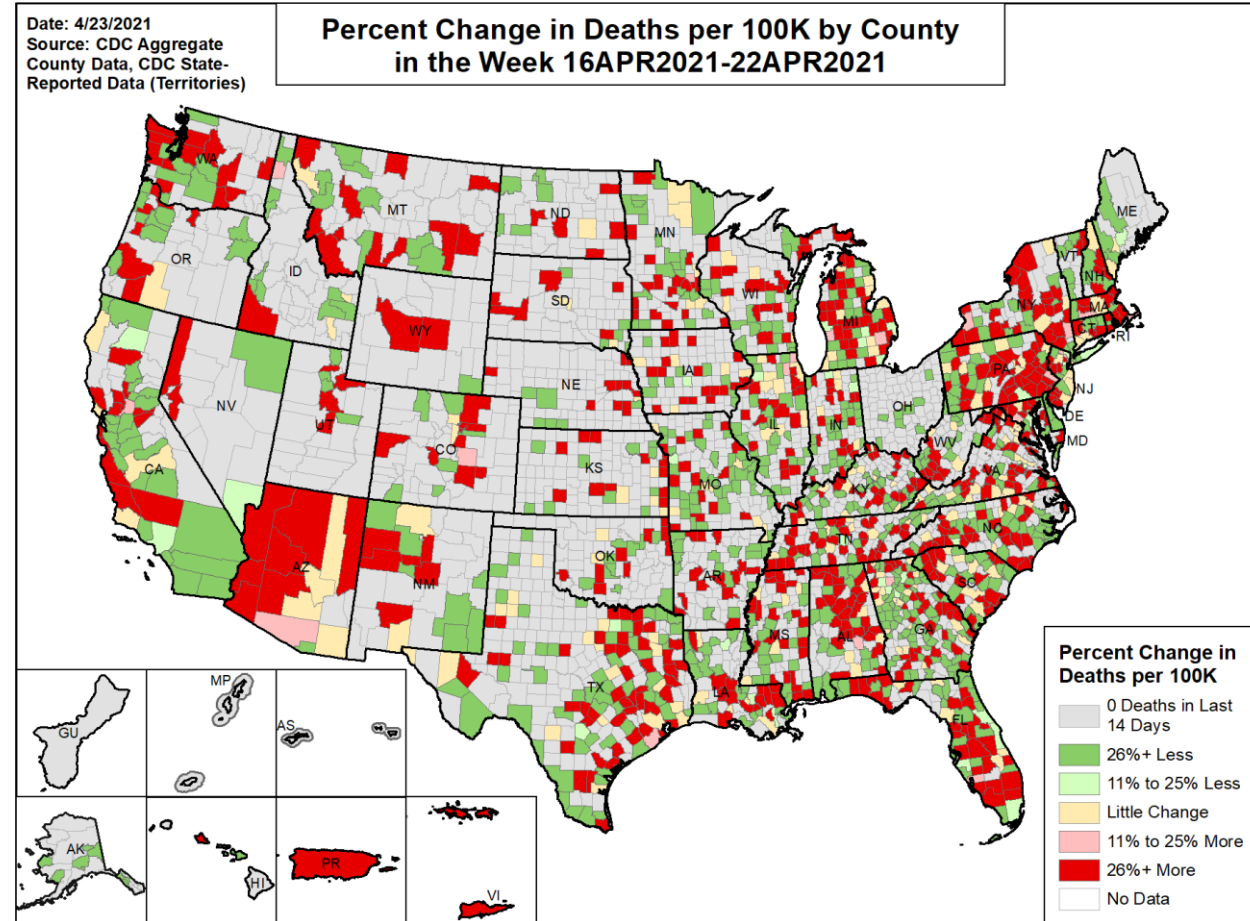 Date: 4/23/2021
Source: CDC Aggregate
County Data, CDC State-
Reported Data (Territories)
Percent Change in Deaths per 100K by County
in the Week 16APR2021-22APR2021
WA
MT
ND
MN
ME
OR
ID
SD
WI
VT
NH
NY
MA
CT
RI
WY
MI
IA
PA
NJ
NV
UT
NE
IL
IN
OH
DE
MD
CA
CO
KS
MO
WV
VA
KY
AZ
NM
OK
AR
TN
NC
SC
MS
AL
GA
TX
LA
FL
GU
MP
AS
AK
HI
PR
VI
Percent Change in
Deaths per 100K
0 Deaths in Last
14 Days
26%+ Less
11% to 25% Less
Little Change
11% to 25% More
26%+ More
No Data